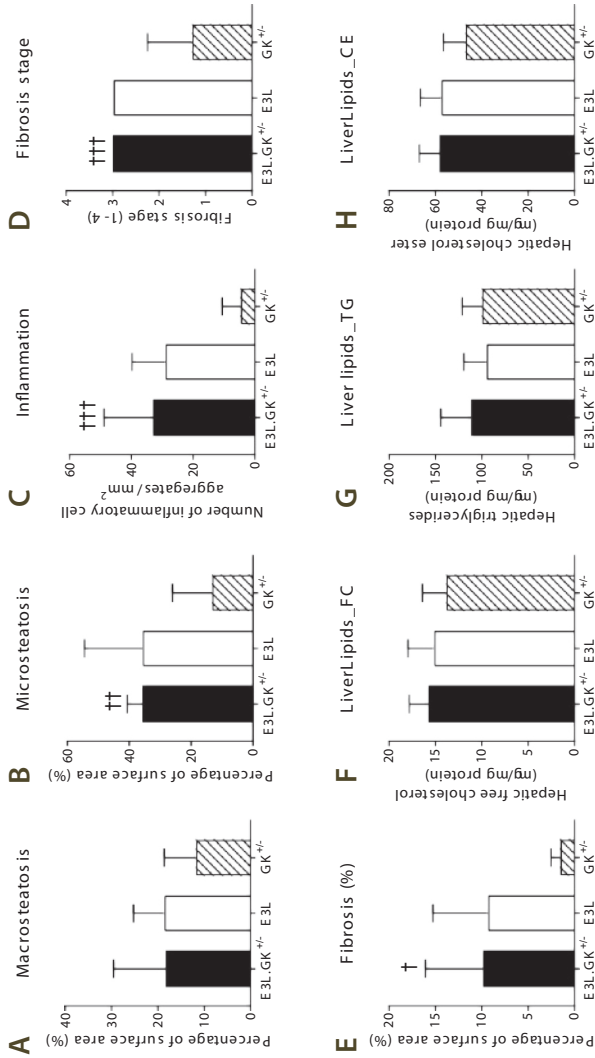 A
Macrosteatosis
Percentage of surface area (%)
40
30
20
10
0
E3L.GK+/-
E3L
GK+/-
B
Microsteatosis
Percentage of surface area (%)
60
40
20
0
††
E3L.GK+/-
E3L
GK+/-
C
Inflammation
Number of inflammatory cell
aggregates/mm2
60
40
20
0
†††
E3L.GK+/-
E3L
GK+/-
D
Fibrosis stage
Fibrosis stage (1-4)
4
3
2
1
0
†††
E3L.GK+/-
E3L
GK+/-
E
Fibrosis (%)
Percentage of surface area (%)
20
15
10
5
0
†
E3L.GK+/-
E3L
GK+/-
F
LiverLipids_FC
Hepatic free cholesterol
(mg/mg protein)
20
15
10
5
0
E3L.GK+/-
E3L
GK+/-
G
Liver lipids_TG
Hepatic triglycerides
(mg/mg protein)
200
150
100
50
0
E3L.GK+/-
E3L
GK+/-
H
LiverLipids_CE
Hepatic cholesterol ester
(mg/mg protein)
80
60
40
20
0
E3L.GK+/-
E3L
GK+/-